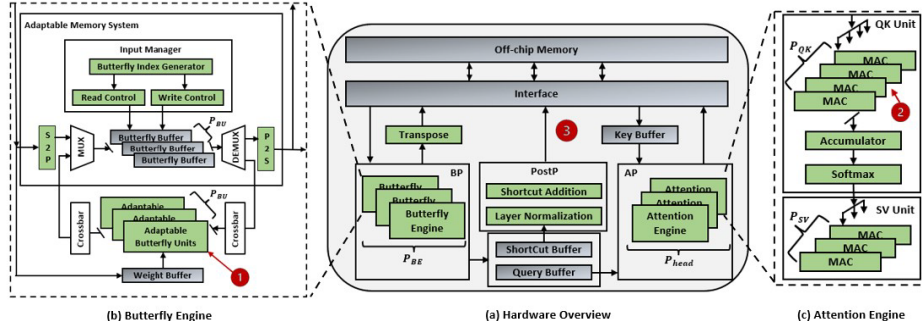 Adaptable Memory System
Input Manager
Butterfly Index Generator
Read Control
Write Control
P_BU
S2P
MUX
Butterfly Buffer
Butterfly Buffer
Butterfly Buffer
DEMUX
P2S
P_BU
Crossbar
Adaptable
Adaptable
Adaptable
Butterfly Units
Crossbar
1
Weight Buffer
(b) Butterfly Engine
Off-chip Memory
Interface
Transpose
3
Key Buffer
BP
Butterfly
Butterfly
Butterfly
Engine
P_BE
PostP
Shortcut Addition
Layer Normalization
ShortCut Buffer
Query Buffer
AP
Attention
Attention
Attention
Engine
P_head
(a) Hardware Overview
QK Unit
P_QK
MAC
MAC
MAC
MAC
2
Accumulator
Softmax
SV Unit
P_SV
MAC
MAC
MAC
(c) Attention Engine